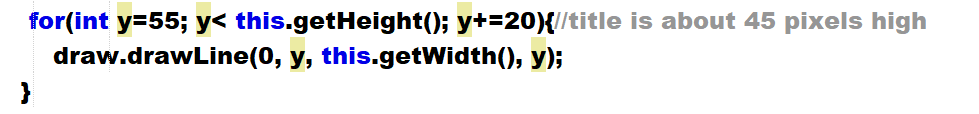 for(int y=55; y< this.getHeight(); y+=20){//title is about 45 pixels high
draw.drawLine(0, y, this.getWidth(), y);
}